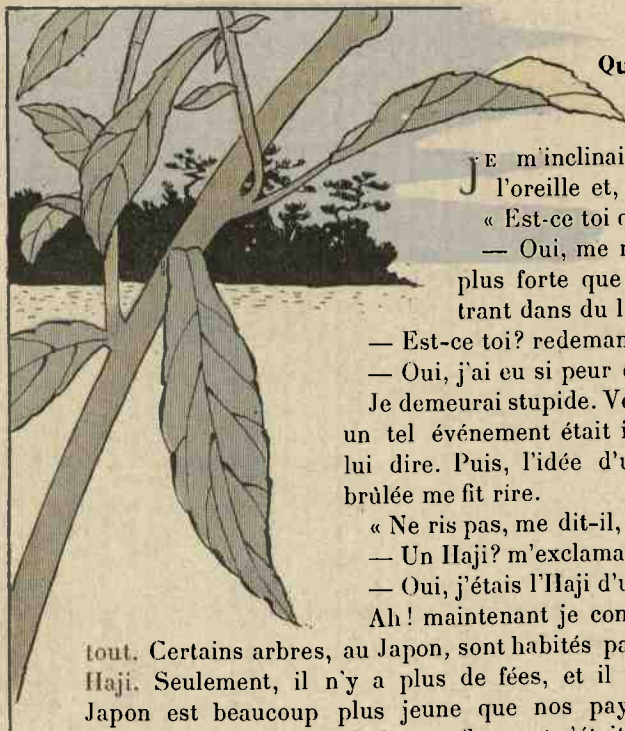 Qu
JE m'inclinai
l'oreille et,
« Est-ce toi
— Oui, me
plus forte que
trant dans du
— Est-ce toi? redeman
— Oui, j'ai eu si peur
Je demeurai stupide.
un tel événement était
lui dire. Puis, l'idée d'u
brûlée me fit rire.
« Ne ris pas, me dit-il,
— Un Haji? m'exclama
— Oui, j'étais l'Haji d'u
Ah! maintenant je con
tout. Certains arbres, au Japon, sont habités pa
Haji. Seulement, il n'y a plus de fées, et il
Japon est beaucoup plus jeune que nos pay